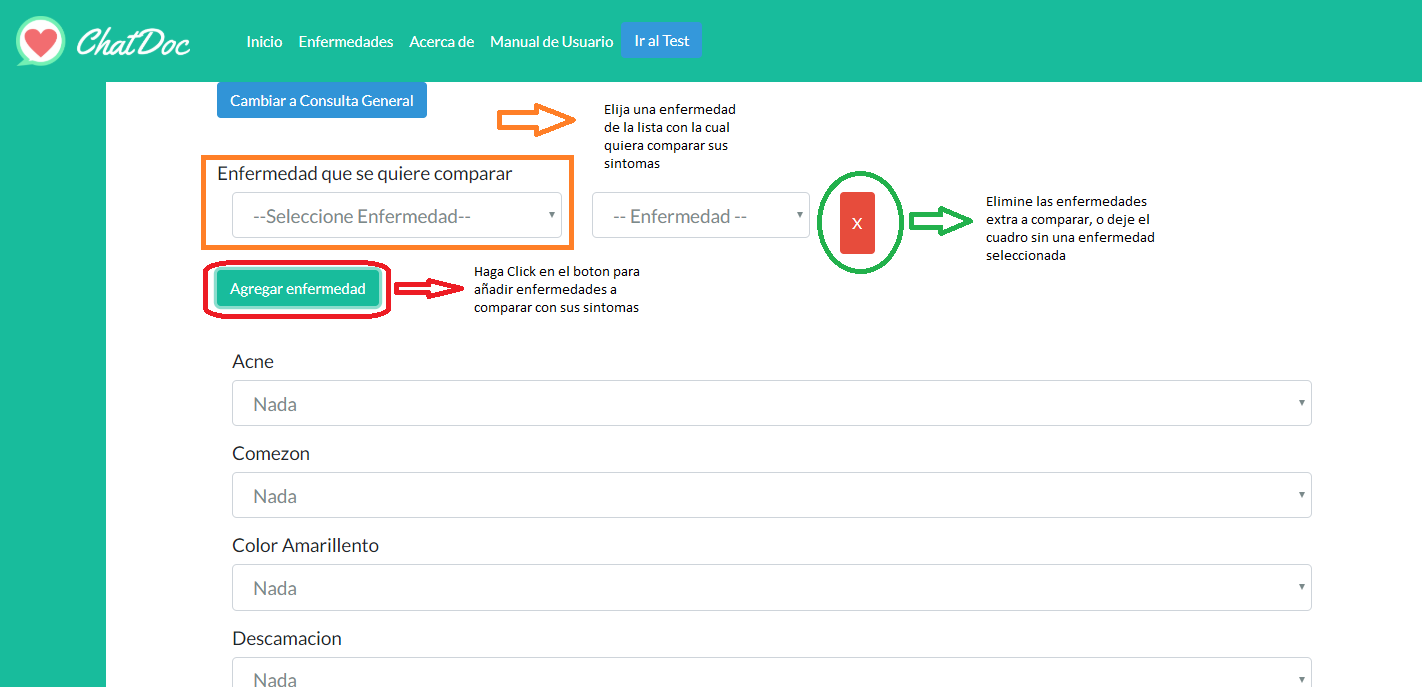 ChatDoc
Inicio
Enfermedades
Acerca de
Manual de Usuario
Ir al Test
Cambiar a Consulta General
Elija una enfermedad
de la lista con la cual
quiera comparar sus
sintomas
Enfermedad que se quiere comparar
--Seleccione Enfermedad--
-- Enfermedad --
X
Elimine las enfermedades
extra a comparar, o deje el
cuadro sin una enfermedad
seleccionada
Agregar enfermedad
Haga Click en el boton para
añadir enfermedades a
comparar con sus sintomas
Acne
Nada
Comezon
Nada
Color Amarillento
Nada
Descamacion
Nada